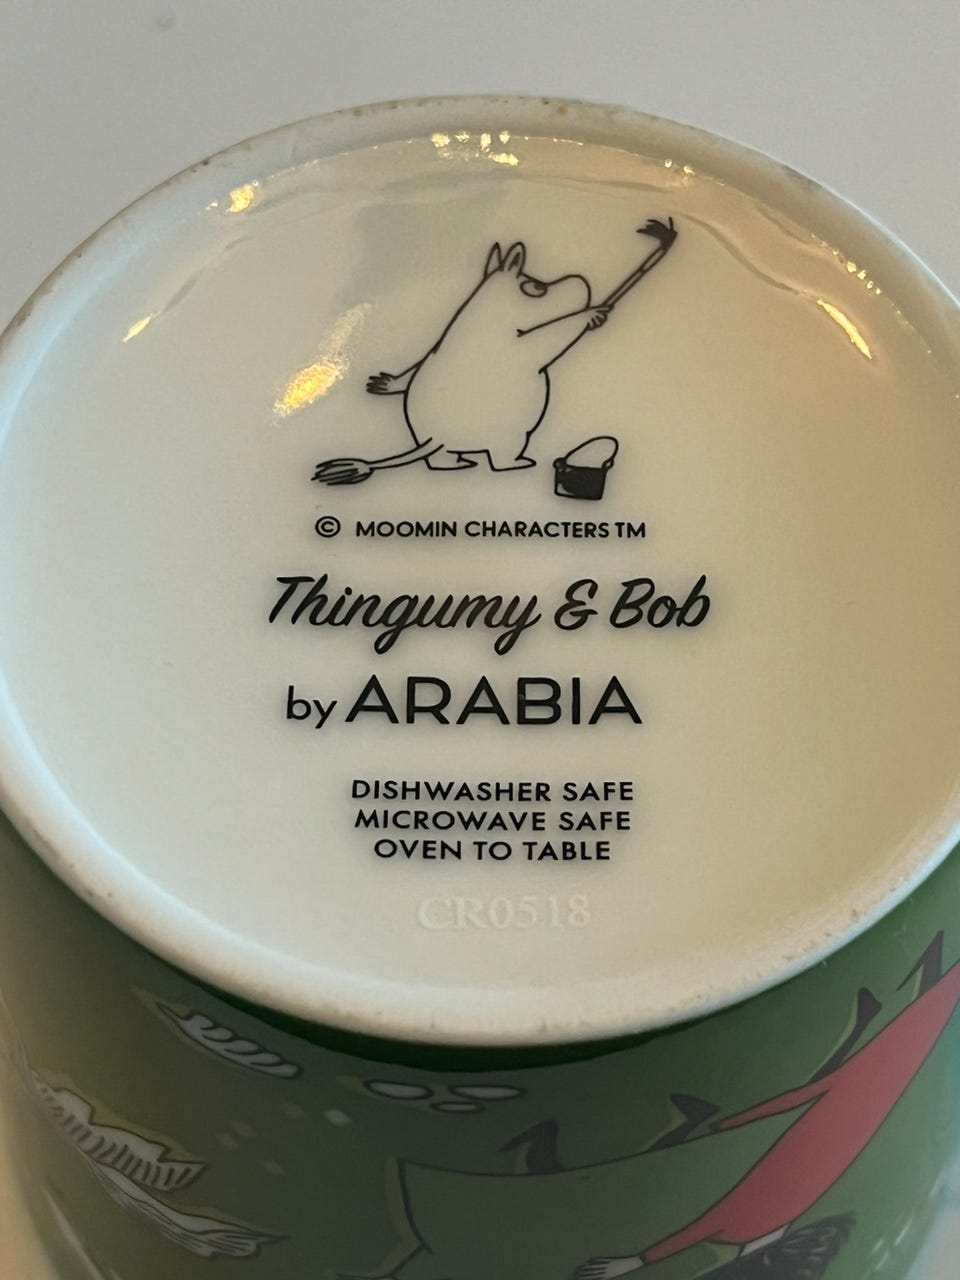 © MOOMIN CHARACTERS TM
Thingumy & Bob
by ARABIA
DISHWASHER SAFE
MICROWAVE SAFE
OVEN TO TABLE
CR0518